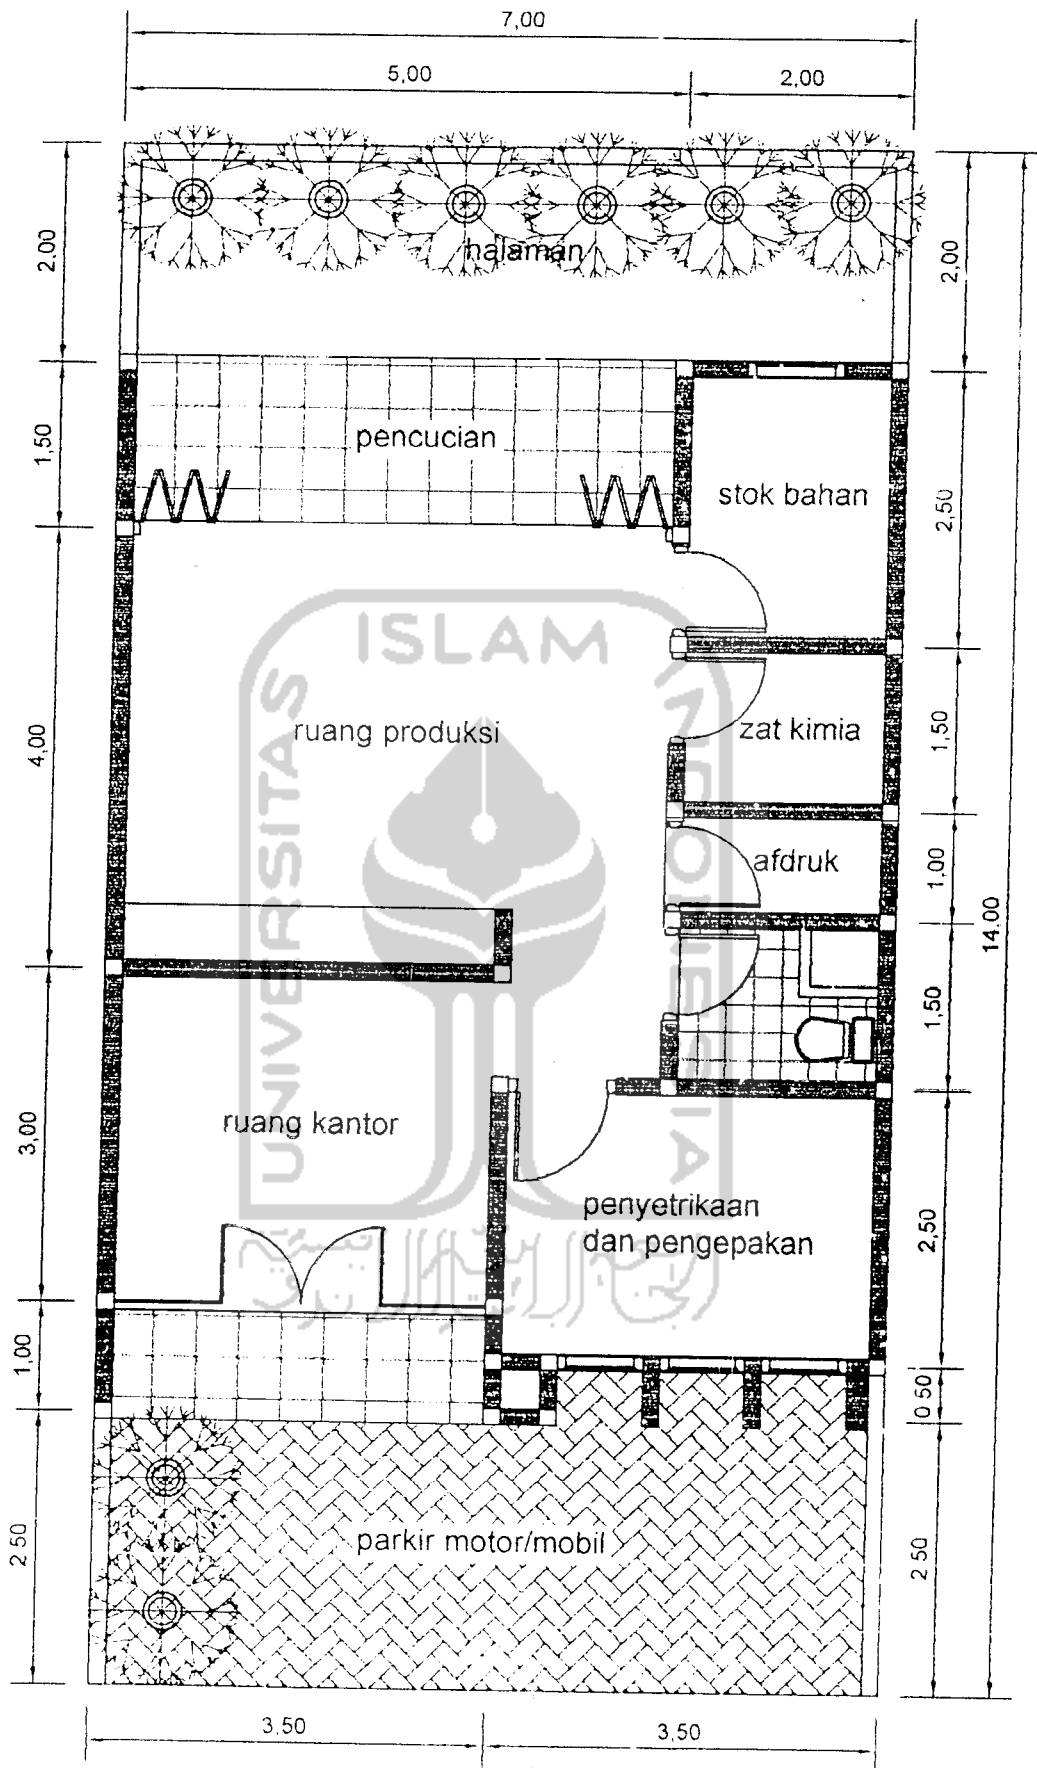 7,00
5,00
2,00
halaman
2,00
2,00
pencucian
1,50
stok bahan
2,50
ISLAM
UNIVERSITAS
INDONESIA
ruang produksi
4,00
zat kimia
1,50
afdruk
1,00
14.00
1,50
ruang kantor
3,00
penyetrikaan
dan pengepakan
2,50
1,00
0 50
parkir motor/mobil
2 50
2 50
3,50
3,50